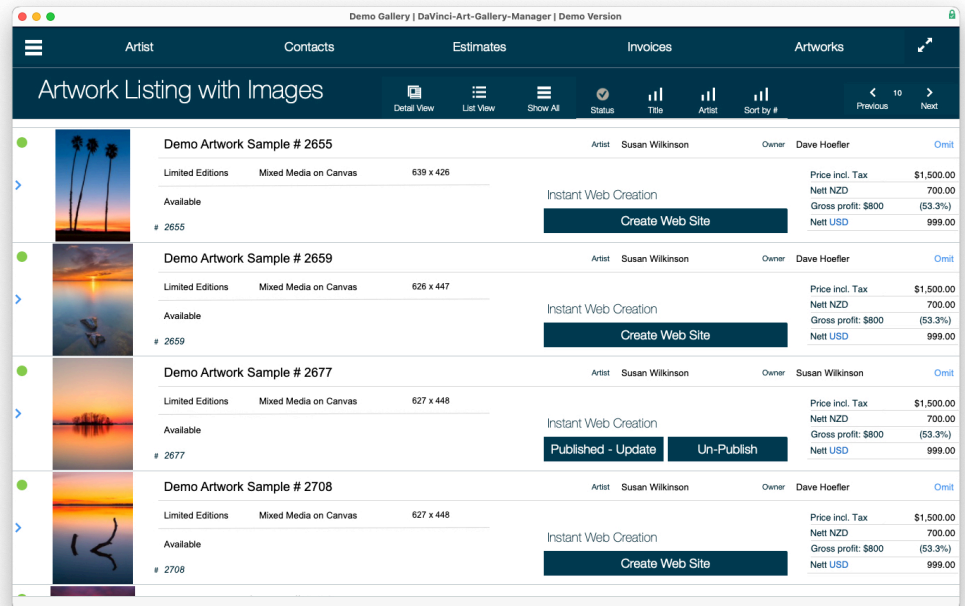 Demo Gallery | DaVinci-Art-Gallery-Manager | Demo Version
Artist Contacts Estimates Invoices Artworks
Artwork Listing with Images
Detail View List View Show All Status Title Artist Sort by # Previous 10 Next
Demo Artwork Sample # 2655 Artist Susan Wilkinson Owner Dave Hoefler Omit
Limited Editions Mixed Media on Canvas 639 x 426 Price incl. Tax $1,500.00
Instant Web Creation Nett NZD 700.00
Available Gross profit: $800 (53.3%)
Create Web Site Nett USD 999.00
# 2655
Demo Artwork Sample # 2659 Artist Susan Wilkinson Owner Dave Hoefler Omit
Limited Editions Mixed Media on Canvas 626 x 447 Price incl. Tax $1,500.00
Instant Web Creation Nett NZD 700.00
Available Gross profit: $800 (53.3%)
Create Web Site Nett USD 999.00
# 2659
Demo Artwork Sample # 2677 Artist Susan Wilkinson Owner Susan Wilkinson Omit
Limited Editions Mixed Media on Canvas 627 x 448 Price incl. Tax $1,500.00
Instant Web Creation Nett NZD 700.00
Available Gross profit: $800 (53.3%)
Published - Update Un-Publish Nett USD 999.00
# 2677
Demo Artwork Sample # 2708 Artist Susan Wilkinson Owner Dave Hoefler Omit
Limited Editions Mixed Media on Canvas 627 x 448 Price incl. Tax $1,500.00
Instant Web Creation Nett NZD 700.00
Available Gross profit: $800 (53.3%)
Create Web Site Nett USD 999.00
# 2708